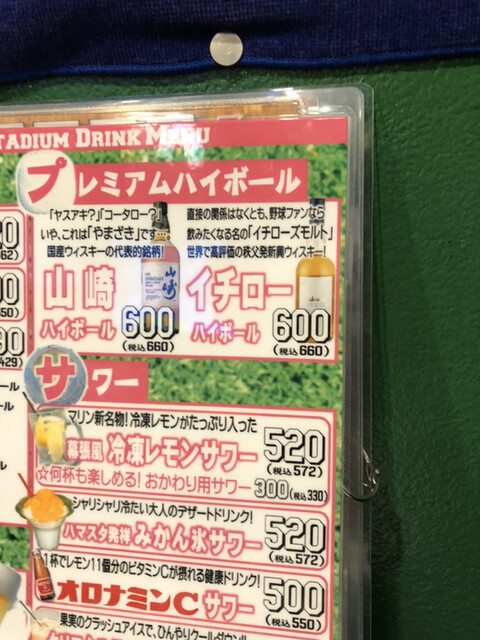 STADIUM DRINK MENU
プレミアムハイボール
「ヤスアキ?」「コータロー?」
いや、これは「やまざき」です
国産ウィスキーの代表的銘柄!
山崎
ハイボール
600
(税込660)
山崎
直接の関係はなくとも、野球ファンなら
飲みたくなる名の「イチローズモルト」
世界で高評価の秩父発新興ウィスキー!
イチロー
ハイボール
600
(税込660)
サワー
マリン新名物!冷凍レモンがたっぷり入った
幕張風 冷凍レモンサワー
520
(税込572)
☆何杯も楽しめる!おかわり用サワー 300(税込330)
シャリシャリ冷たい大人のデザートドリンク!
ハマスタ発祥 みかん氷サワー
520
(税込572)
1杯でレモン11個分のビタミンCが摂れる健康ドリンク!
オロナミンCサワー
500
(税込550)
果実のクラッシュアイスで、ひんやりクールダウン!!